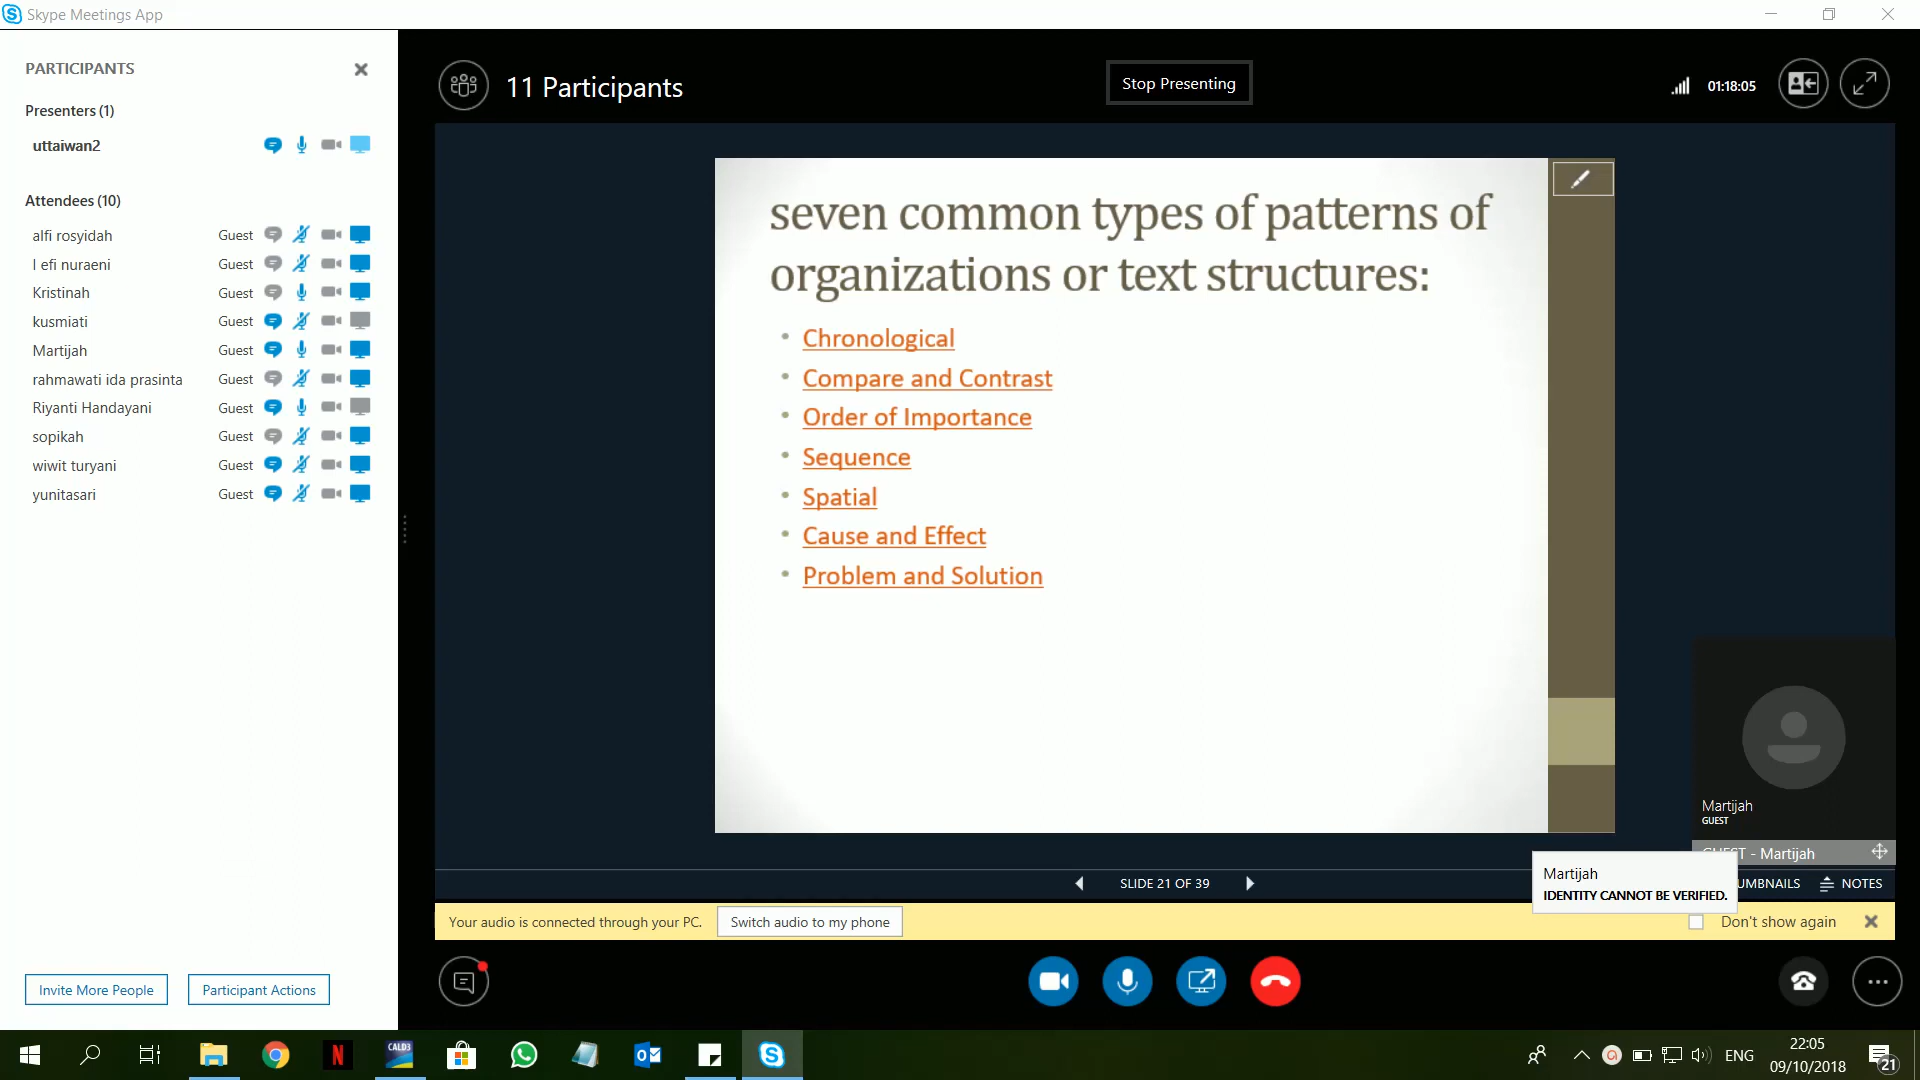 Skype Meetings App
PARTICIPANTS
Presenters (1)
uttaiwan2
Attendees (10)
alfi rosyidah Guest
I efi nuraeni Guest
Kristinah Guest
kusmiati Guest
Martijah Guest
rahmawati ida prasinta Guest
Riyanti Handayani Guest
sopikah Guest
wiwit turyani Guest
yunitasari Guest
Invite More People
Participant Actions
11 Participants
Stop Presenting
01:18:05
seven common types of patterns of
organizations or text structures:
• Chronological
• Compare and Contrast
• Order of Importance
• Sequence
• Spatial
• Cause and Effect
• Problem and Solution
Martijah
GUEST
- Martijah
Martijah
IDENTITY CANNOT BE VERIFIED.
SLIDE 21 OF 39
NOTES
Your audio is connected through your PC.
Switch audio to my phone
Don't show again
N
CALD3
ENG
22:05
09/10/2018
21